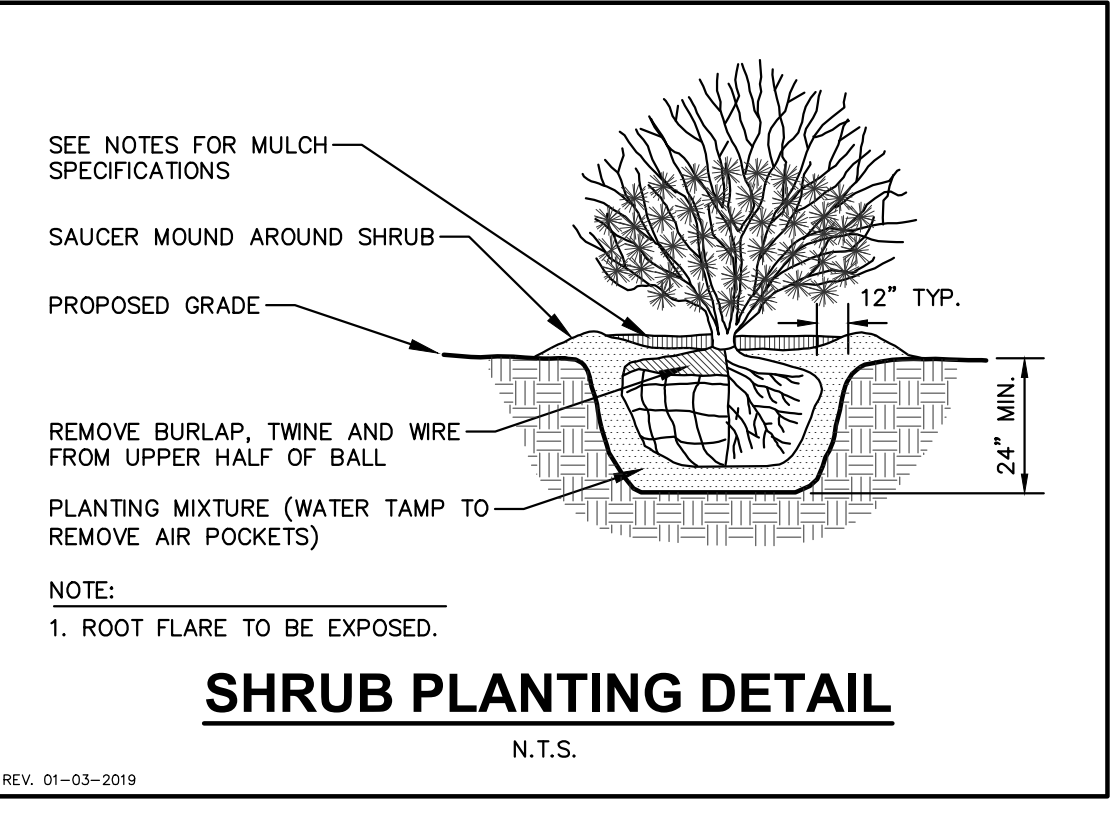 SEE NOTES FOR MULCH
SPECIFICATIONS
SAUCER MOUND AROUND SHRUB
PROPOSED GRADE
12" TYP.
24" MIN.
REMOVE BURLAP, TWINE AND WIRE
FROM UPPER HALF OF BALL
PLANTING MIXTURE (WATER TAMP TO
REMOVE AIR POCKETS)
NOTE:
1. ROOT FLARE TO BE EXPOSED.
SHRUB PLANTING DETAIL
N.T.S.
REV. 01-03-2019